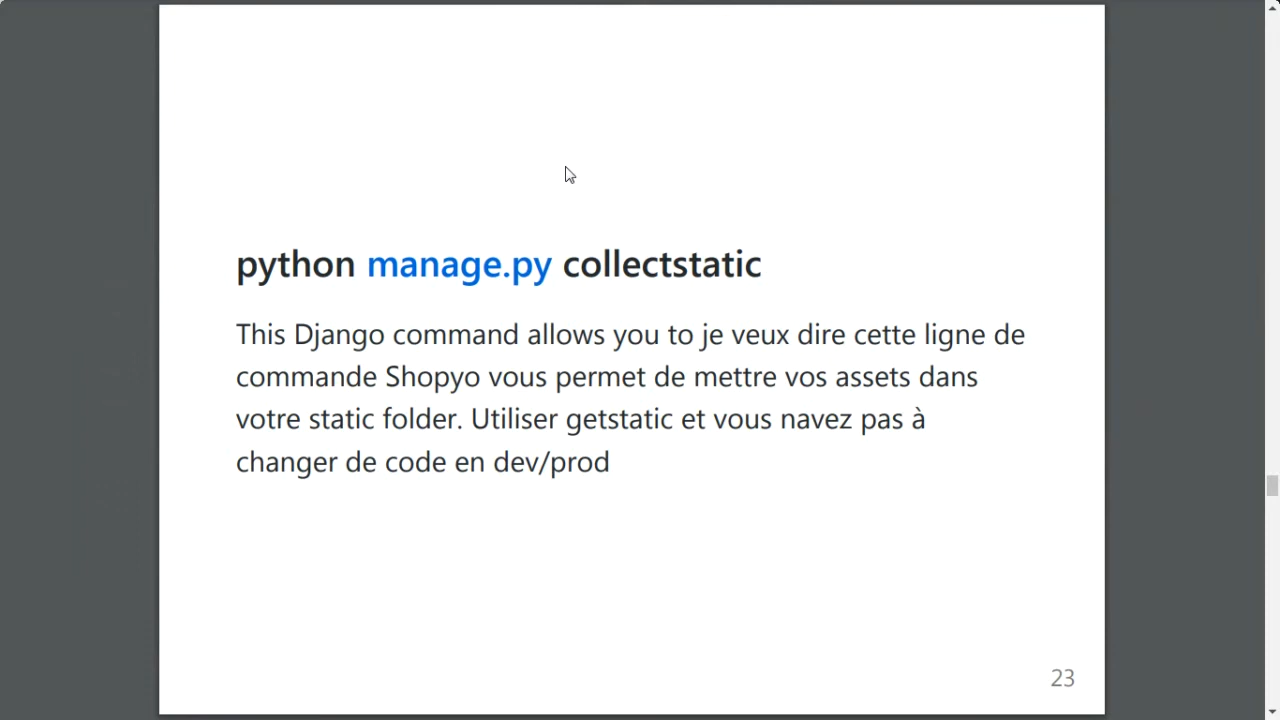 python manage.py collectstatic
This Django command allows you to je veux dire cette ligne de
commande Shopyo vous permet de mettre vos assets dans
votre static folder. Utiliser getstatic et vous navez pas à
changer de code en dev/prod
23